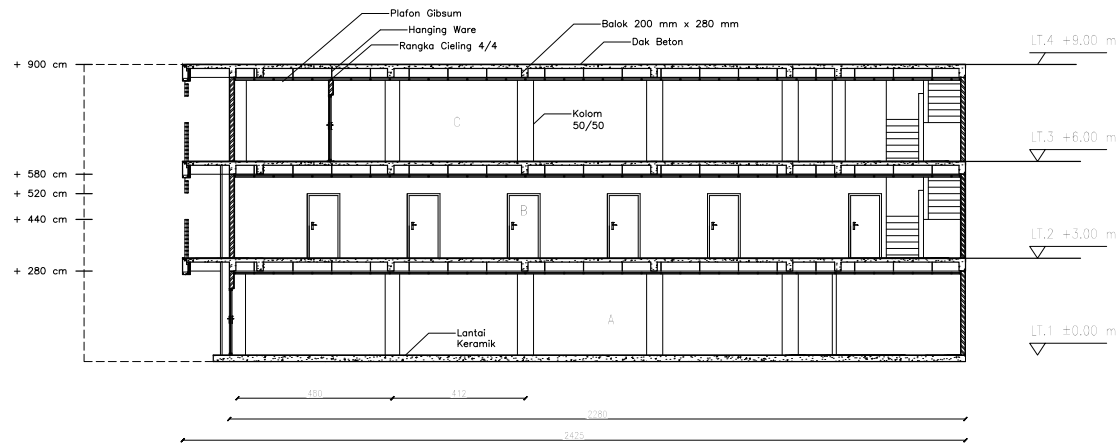 Plafon Gibsum
Hanging Ware
Rangka Cieling 4/4
Balok 200 mm x 280 mm
Dak Beton
LT.4 +9.00 m
+ 900 cm
Kolom
50/50
C
LT.3 +6.00 m
+ 580 cm
+ 520 cm
+ 440 cm
B
LT.2 +3.00 m
+ 280 cm
A
LT.1 ±0.00 m
Lantai
Keramik
480
412
2280
2425